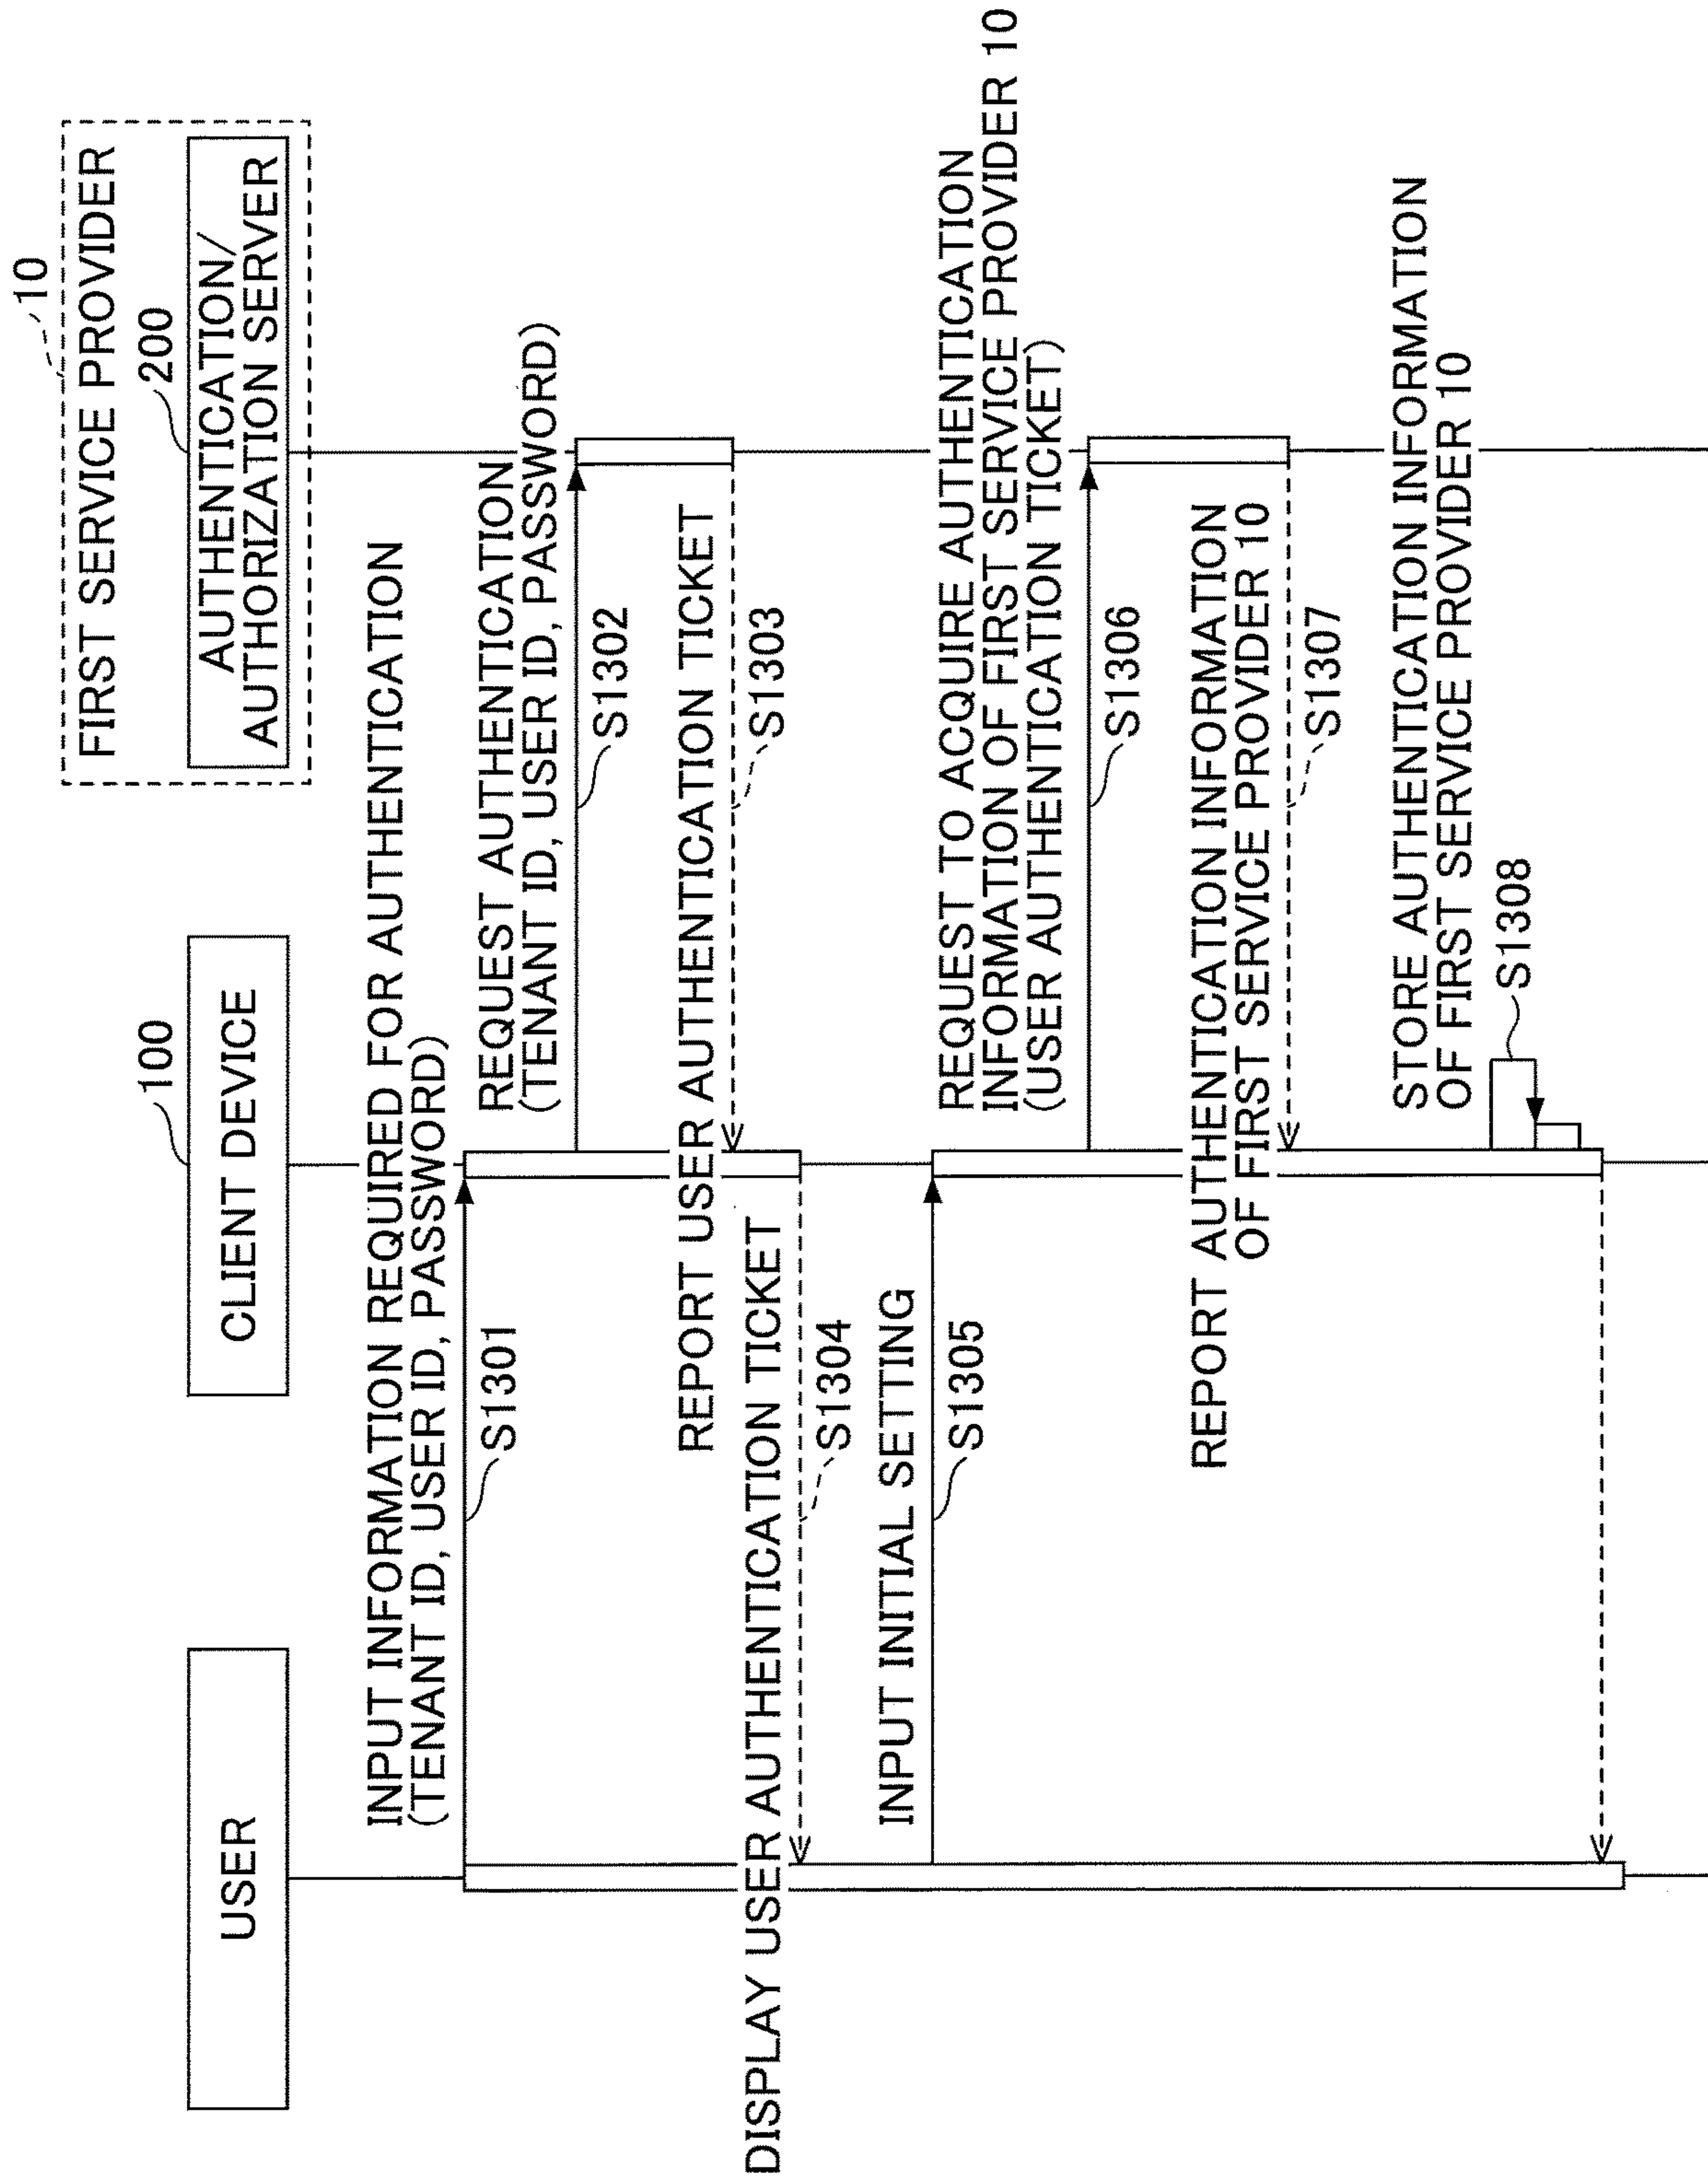 USER
100
CLIENT DEVICE
10
FIRST SERVICE PROVIDER
200
AUTHENTICATION/
AUTHORIZATION SERVER
INPUT INFORMATION REQUIRED FOR AUTHENTICATION
(TENANT ID, USER ID, PASSWORD)
S1301
REQUEST AUTHENTICATION
(TENANT ID, USER ID, PASSWORD)
S1302
REPORT USER AUTHENTICATION TICKET
S1303
DISPLAY USER AUTHENTICATION TICKET
S1304
INPUT INITIAL SETTING
S1305
REQUEST TO ACQUIRE AUTHENTICATION
INFORMATION OF FIRST SERVICE PROVIDER 10
(USER AUTHENTICATION TICKET)
S1306
REPORT AUTHENTICATION INFORMATION
OF FIRST SERVICE PROVIDER 10
S1307
STORE AUTHENTICATION INFORMATION
OF FIRST SERVICE PROVIDER 10
S1308